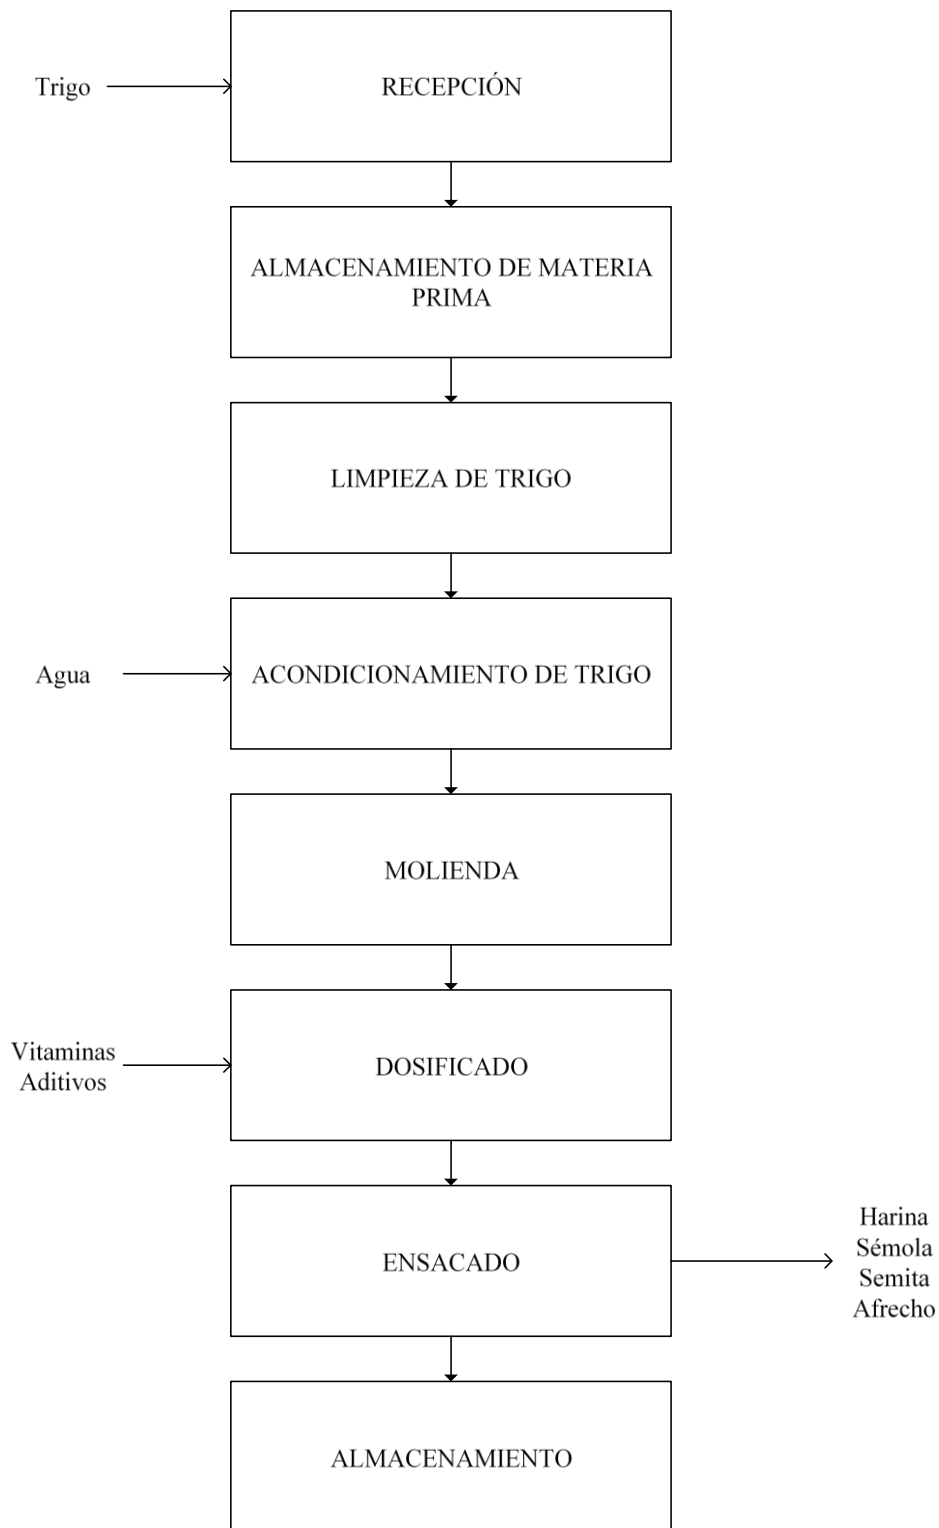 Trigo
RECEPCIÓN
ALMACENAMIENTO DE MATERIA
PRIMA
LIMPIEZA DE TRIGO
Agua
ACONDICIONAMIENTO DE TRIGO
MOLIENDA
Vitaminas
Aditivos
DOSIFICADO
ENSACADO
Harina
Sémola
Semita
Afrecho
ALMACENAMIENTO